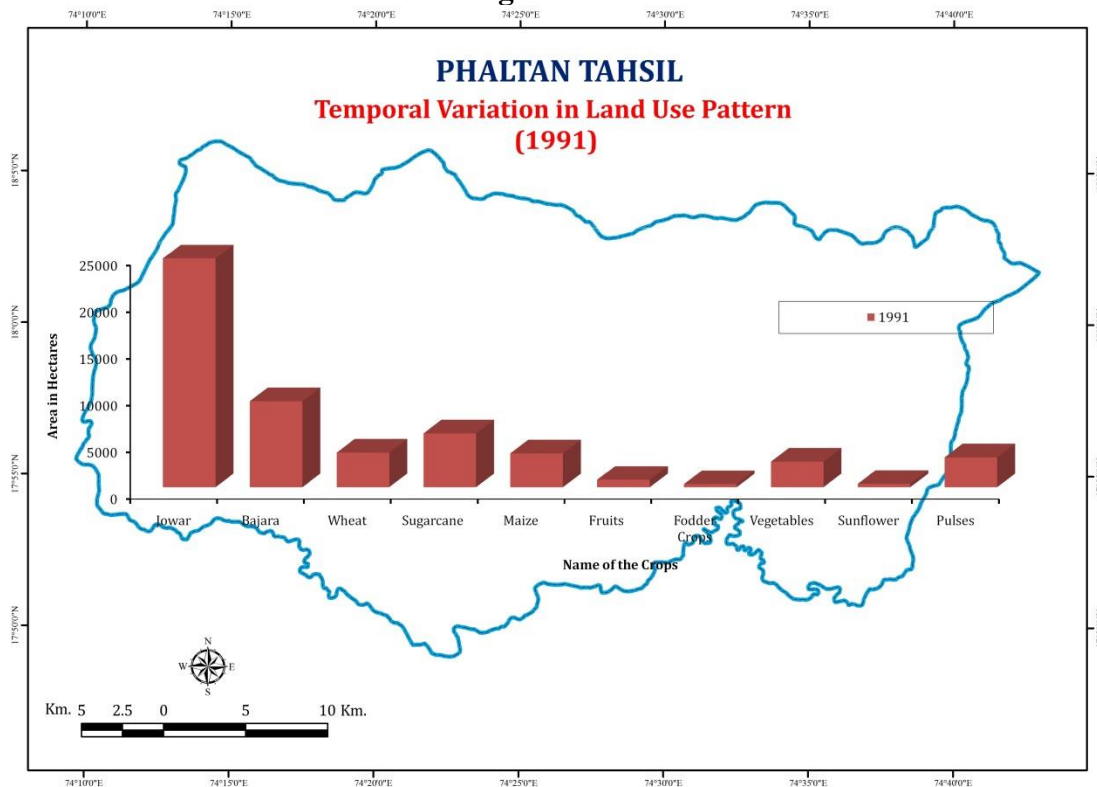 74°10'0"E 74°15'0"E 74°20'0"E 74°25'0"E 74°30'0"E 74°35'0"E 74°40'0"E
PHALTAN TAHSIL
Temporal Variation in Land Use Pattern
(1991)
18°5'0"N
18°0'0"N
17°55'0"N
17°50'0"N
Area in Hectares
25000
20000
15000
10000
5000
0
1991
Jowar Bajara Wheat Sugarcane Maize Fruits Fodder Vegetables Sunflower Pulses
Crops
Name of the Crops
N
W E
S
Km. 5 2.5 0 5 10 Km.
74°10'0"E 74°15'0"E 74°20'0"E 74°25'0"E 74°30'0"E 74°35'0"E 74°40'0"E